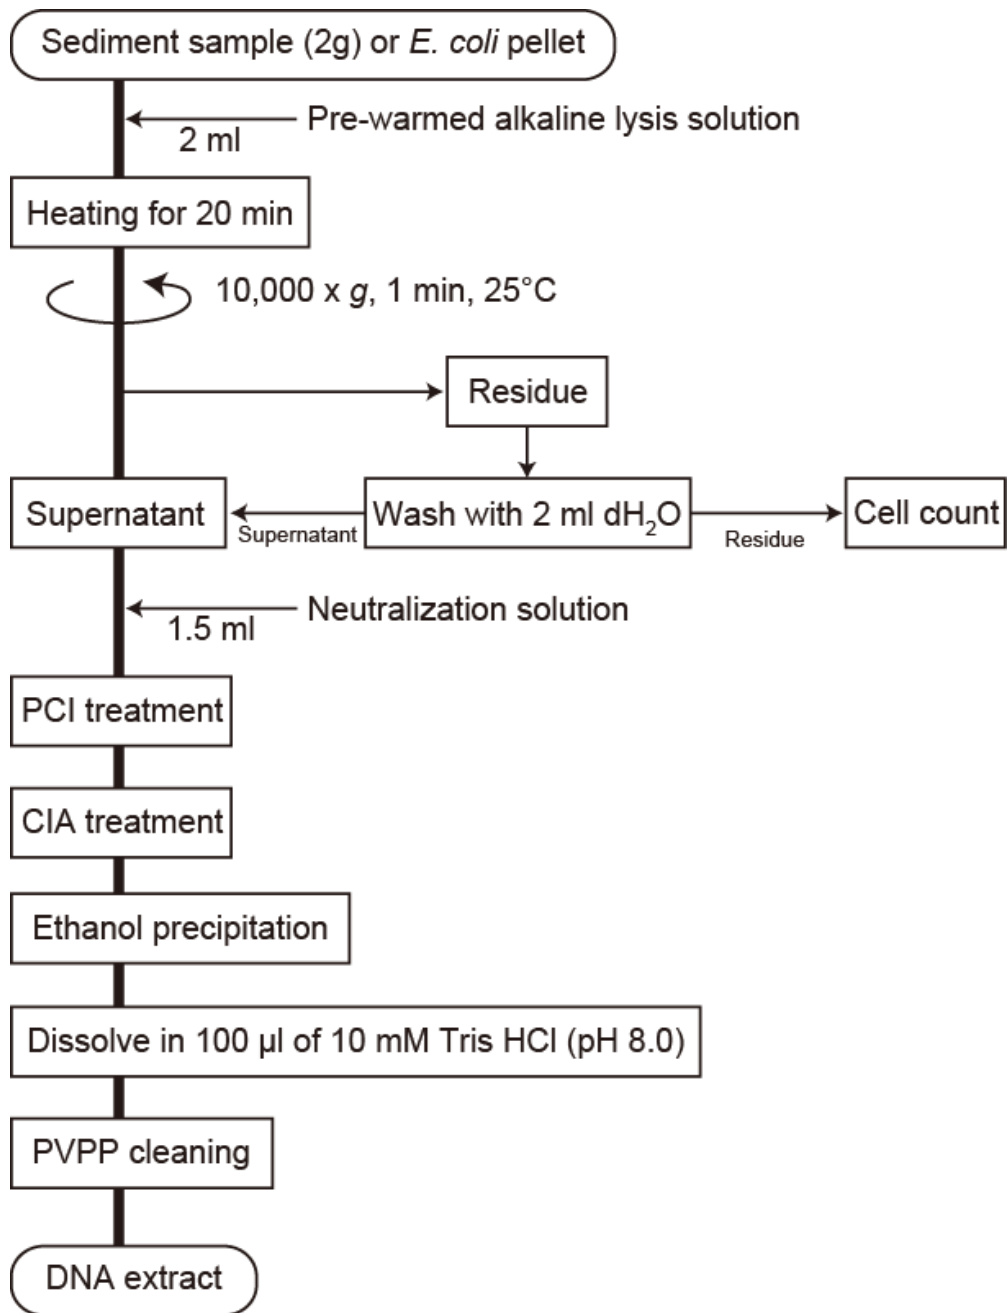 Sediment sample (2g) or E. coli pellet
Pre-warmed alkaline lysis solution
2 ml
Heating for 20 min
10,000 x g, 1 min, 25°C
Residue
Supernatant
Supernatant
Wash with 2 ml dH₂O
Residue
Cell count
Neutralization solution
1.5 ml
PCI treatment
CIA treatment
Ethanol precipitation
Dissolve in 100 µl of 10 mM Tris HCl (pH 8.0)
PVPP cleaning
DNA extract